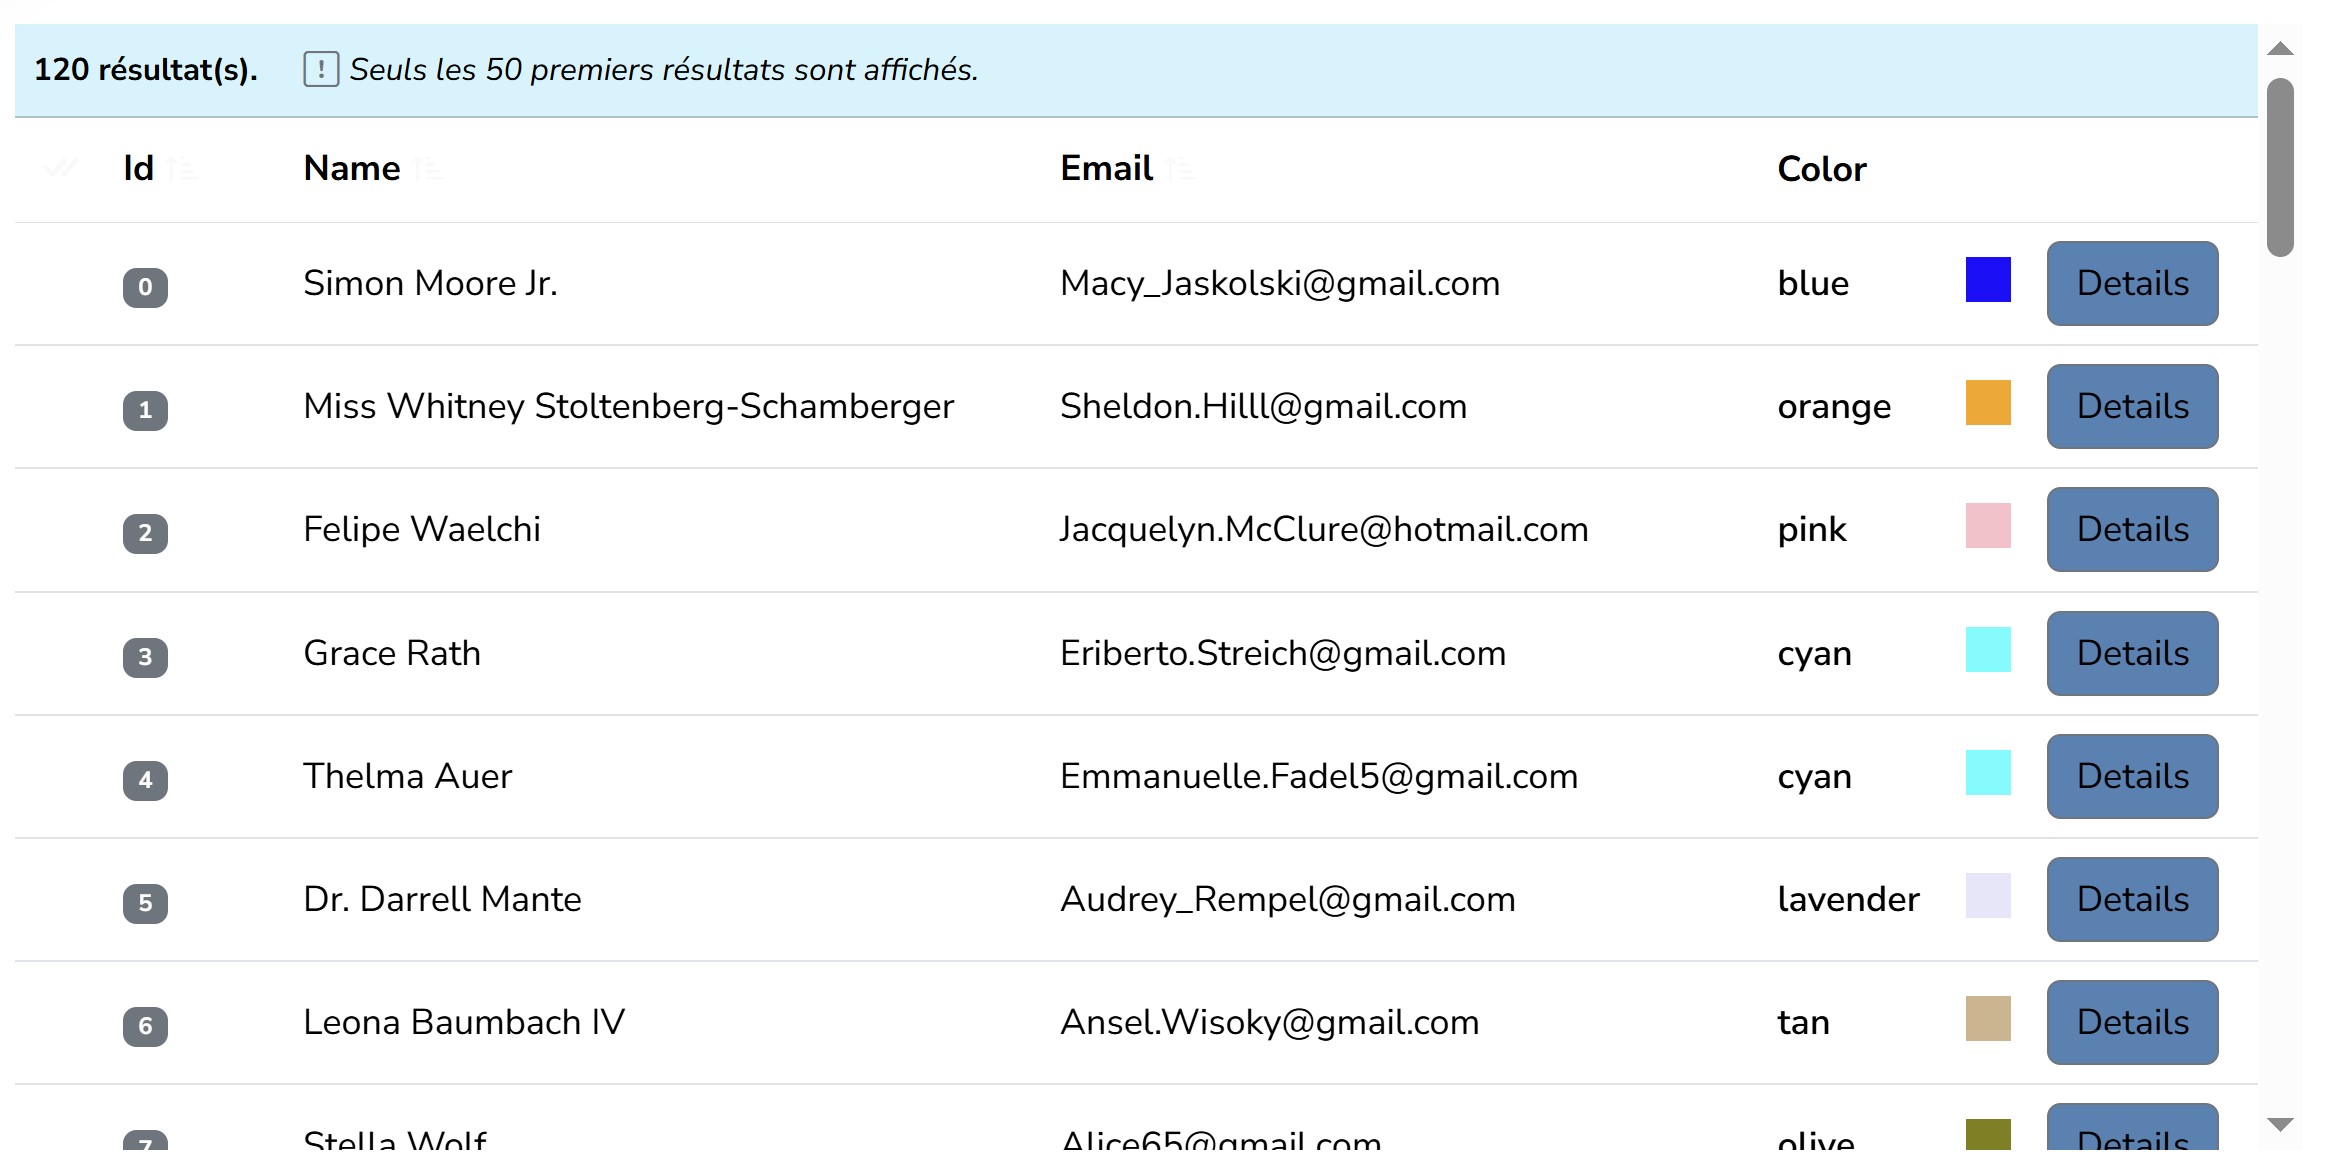 120 résultat(s). ! Seuls les 50 premiers résultats sont affichés.
Id Name Email Color
0 Simon Moore Jr. Macy_Jaskolski@gmail.com blue Details
1 Miss Whitney Stoltenberg-Schamberger Sheldon.Hilll@gmail.com orange Details
2 Felipe Waelchi Jacquelyn.McClure@hotmail.com pink Details
3 Grace Rath Eriberto.Streich@gmail.com cyan Details
4 Thelma Auer Emmanuelle.Fadel5@gmail.com cyan Details
5 Dr. Darrell Mante Audrey_Rempel@gmail.com lavender Details
6 Leona Baumbach IV Ansel.Wisoky@gmail.com tan Details
7 Stella Wolf Alice65@gmail.com olive Details